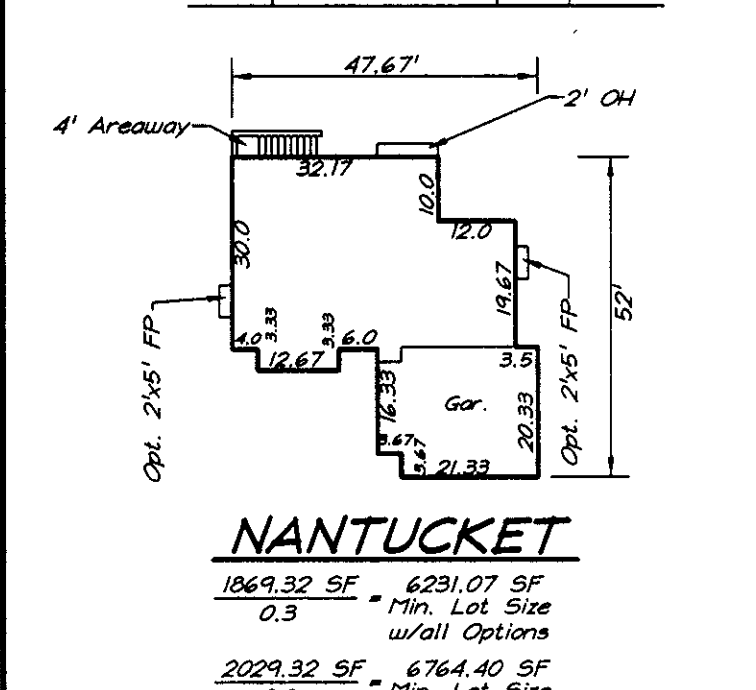 47.67'
4' Areaway
2' OH
32.17
10.0
12.0
30.0
19.67
52'
Opt. 2'x5' FP
4.0
3.33
12.67
3.33
6.0
16.33
Gar.
3.5
20.33
Opt. 2'x5' FP
3.67
3.67
21.33
NANTUCKET
1869.32 SF = 6231.07 SF
0.3 Min. Lot Size
w/all Options
2029.32 SF = 6764.40 SF
Min. Lot Size